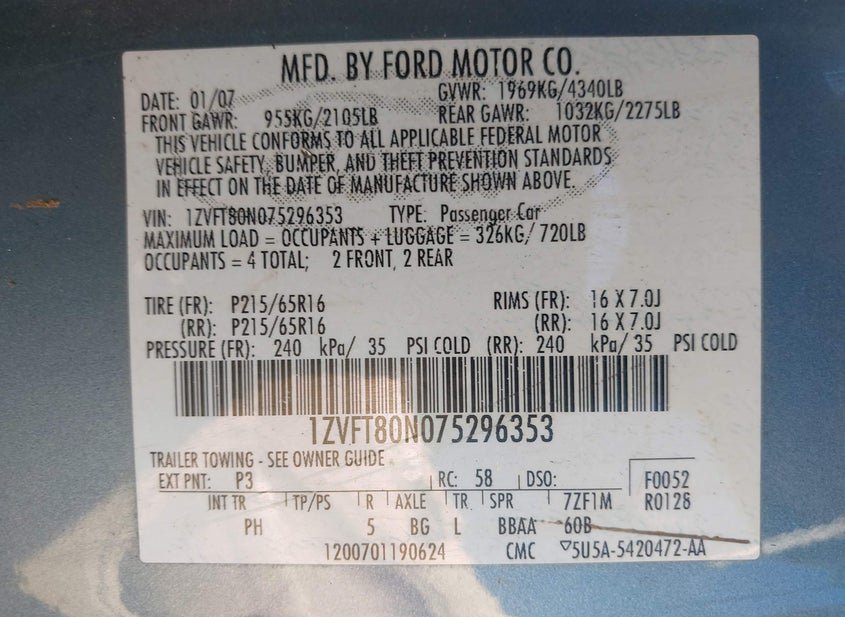 MFD. BY FORD MOTOR CO.
DATE: 01/07 GVWR: 1969KG/4340LB
FRONT GAWR: 955KG/2105LB REAR GAWR: 1032KG/2275LB
THIS VEHICLE CONFORMS TO ALL APPLICABLE FEDERAL MOTOR
VEHICLE SAFETY, BUMPER, AND THEFT PREVENTION STANDARDS
IN EFFECT ON THE DATE OF MANUFACTURE SHOWN ABOVE.
VIN: 1ZVFT80N075296353 TYPE: Passenger Car
MAXIMUM LOAD = OCCUPANTS + LUGGAGE = 326KG/ 720LB
OCCUPANTS = 4 TOTAL; 2 FRONT, 2 REAR
TIRE (FR): P215/65R16 RIMS (FR): 16 X 7.0J
(RR): P215/65R16 (RR): 16 X 7.0J
PRESSURE (FR): 240 kPa/ 35 PSI COLD (RR): 240 kPa/ 35 PSI COLD
1ZVFT80N075296353
TRAILER TOWING - SEE OWNER GUIDE
EXT PNT: P3 RC: 58 DSO: F0052
INT TR TP/PS R AXLE TR SPR 7ZF1M R0128
PH 5 BG L BBAA 60B
1200701190624 CMC ▽5U5A-5420472-AA